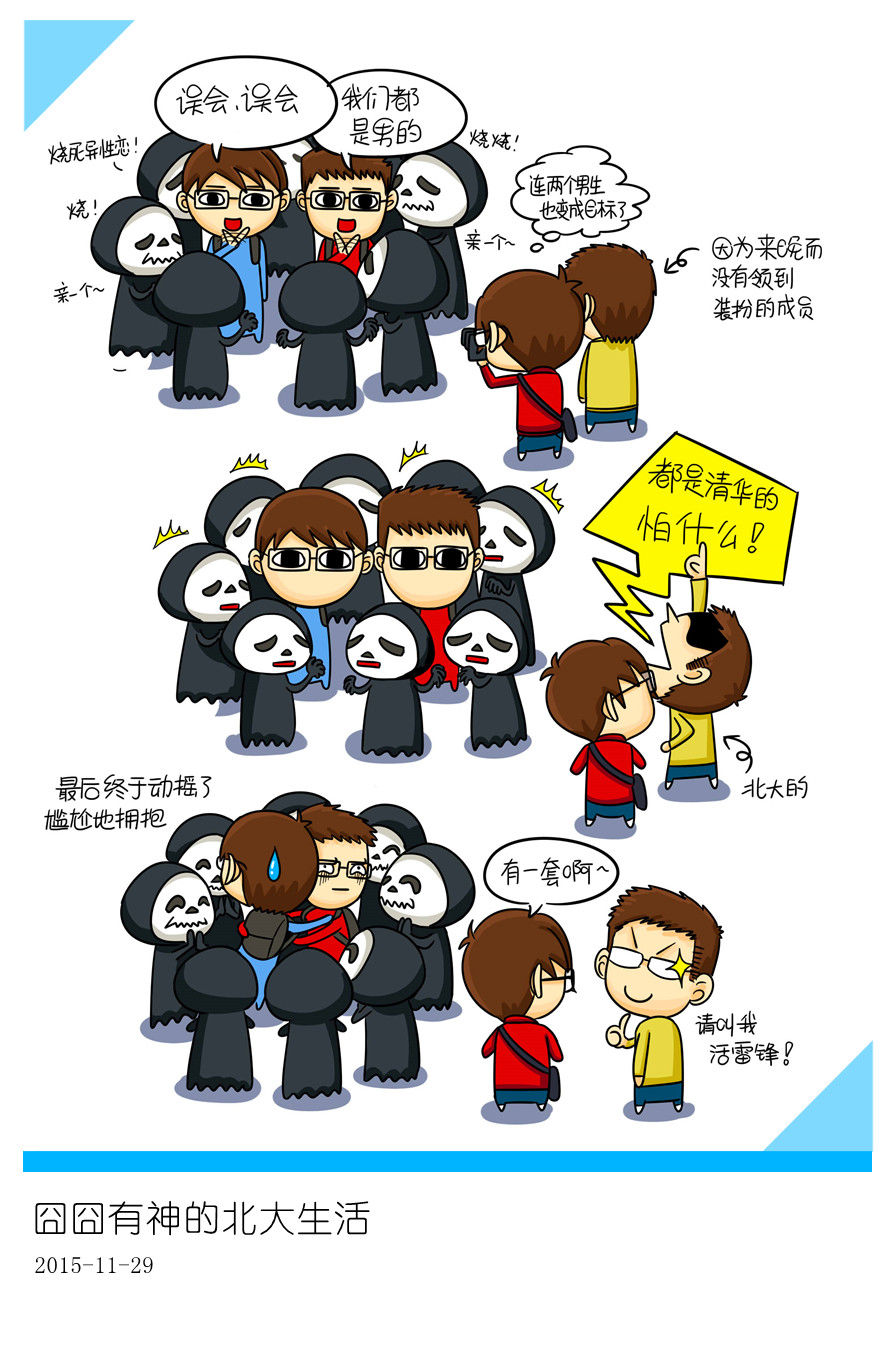 误会、误会
我们都
是男的
烧死异性恋!
烧烧!
烧!
亲一个~
亲一个~
连两个男生
也变成目标了
因为来晚而
没有领到
装扮的成员
都是清华的
怕什么!
北大的
最后终于动摇了
尴尬地拥抱
有一套啊~
请叫我
活雷锋!
囧囧有神的北大生活
2015-11-29